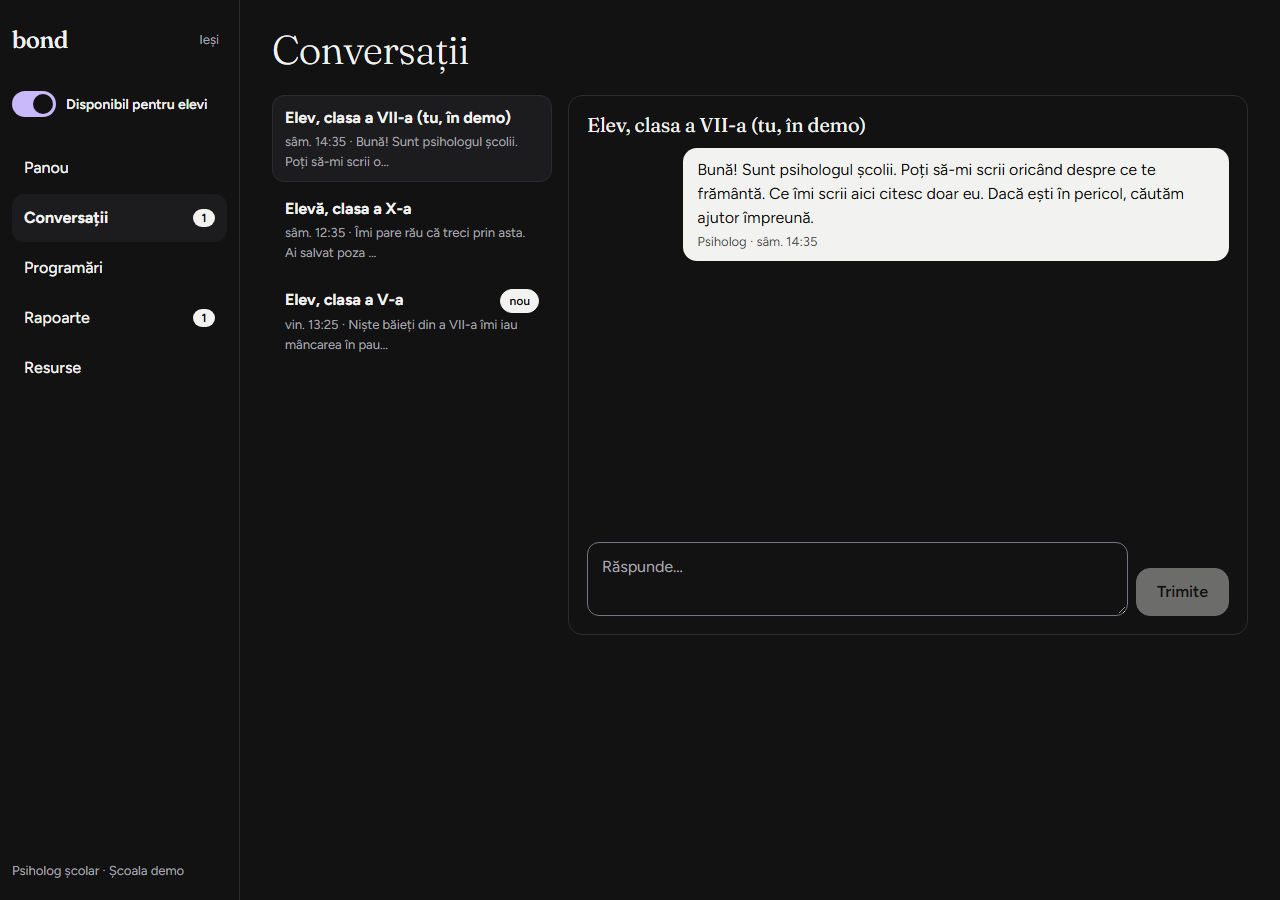 bond
Ieși
Disponibil pentru elevi
Panou
Conversații
1
Programări
Rapoarte
1
Resurse
Psiholog școlar · Școala demo
Conversații
Elev, clasa a VII-a (tu, în demo)
sâm. 14:35 · Bună! Sunt psihologul școlii.
Poți să-mi scrii o...
Elevă, clasa a X-a
sâm. 12:35 · Îmi pare rău că treci prin asta.
Ai salvat poza ...
Elev, clasa a V-a
nou
vin. 13:25 · Niște băieți din a VII-a îmi iau
mâncarea în pau...
Elev, clasa a VII-a (tu, în demo)
Bună! Sunt psihologul școlii. Poți să-mi scrii oricând despre ce te
frământă. Ce îmi scrii aici citesc doar eu. Dacă ești în pericol, căutăm
ajutor împreună.
Psiholog · sâm. 14:35
Răspunde...
Trimite